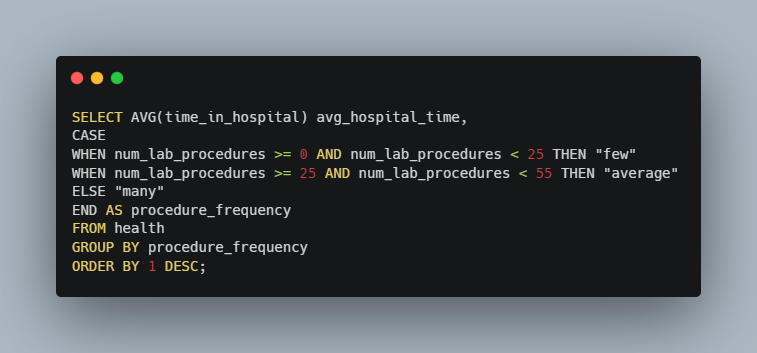 SELECT AVG(time_in_hospital) avg_hospital_time,
CASE
WHEN num_lab_procedures >= 0 AND num_lab_procedures < 25 THEN "few"
WHEN num_lab_procedures >= 25 AND num_lab_procedures < 55 THEN "average"
ELSE "many"
END AS procedure_frequency
FROM health
GROUP BY procedure_frequency
ORDER BY 1 DESC;